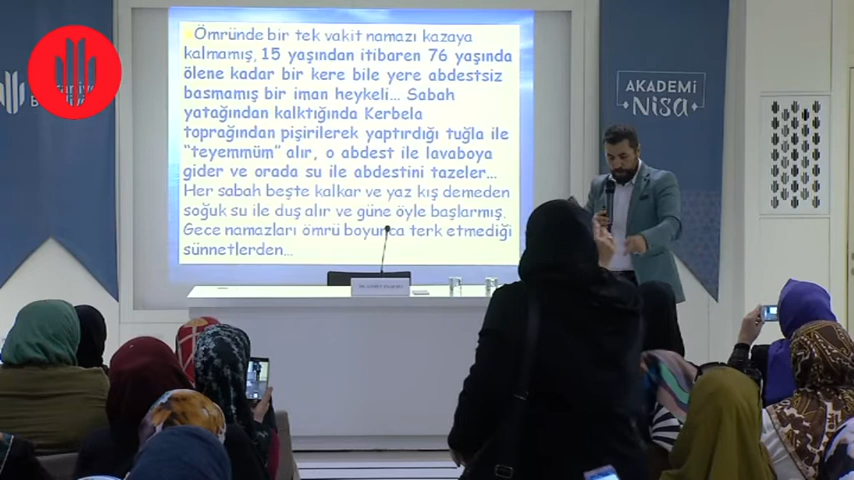 Ömründe bir tek vakit namazı kazaya
kalmamış, 15 yaşından itibaren 76 yaşında
ölene kadar bir kere bile yere abdestsiz
basmamış bir iman heykeli... Sabah
yatağından kalktığında Kerbela
toprağından pişirilerek yaptırdığı tuğla ile
“teyemmüm” alır, o abdest ile lavaboya
gider ve orada su ile abdestini tazeler...
Her sabah beşte kalkar ve yaz kış demeden
soğuk su ile duş alır ve güne öyle başlarmış.
Gece namazları ömrü boyunca terk etmediği
sünnetlerden...
AKADEMİ
NİSA